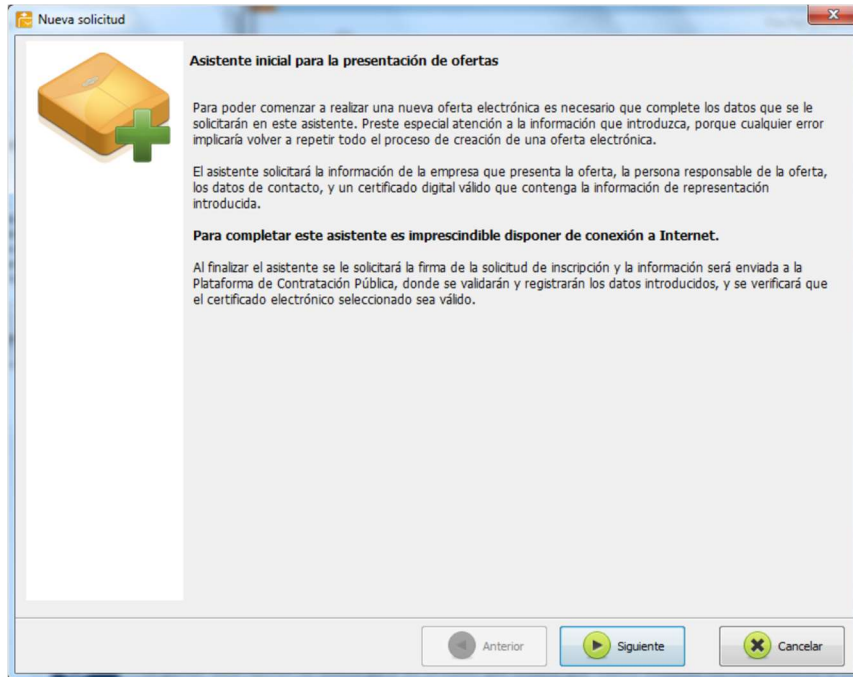 Nueva solicitud
Asistente inicial para la presentación de ofertas
Para poder comenzar a realizar una nueva oferta electrónica es necesario que complete los datos que se le
solicitarán en este asistente. Preste especial atención a la información que introduzca, porque cualquier error
implicaría volver a repetir todo el proceso de creación de una oferta electrónica.
El asistente solicitará la información de la empresa que presenta la oferta, la persona responsable de la oferta,
los datos de contacto, y un certificado digital válido que contenga la información de representación
introducida.
Para completar este asistente es imprescindible disponer de conexión a Internet.
Al finalizar el asistente se le solicitará la firma de la solicitud de inscripción y la información será enviada a la
Plataforma de Contratación Pública, donde se validarán y registrarán los datos introducidos, y se verificará que
el certificado electrónico seleccionado sea válido.
Anterior
Siguiente
Cancelar